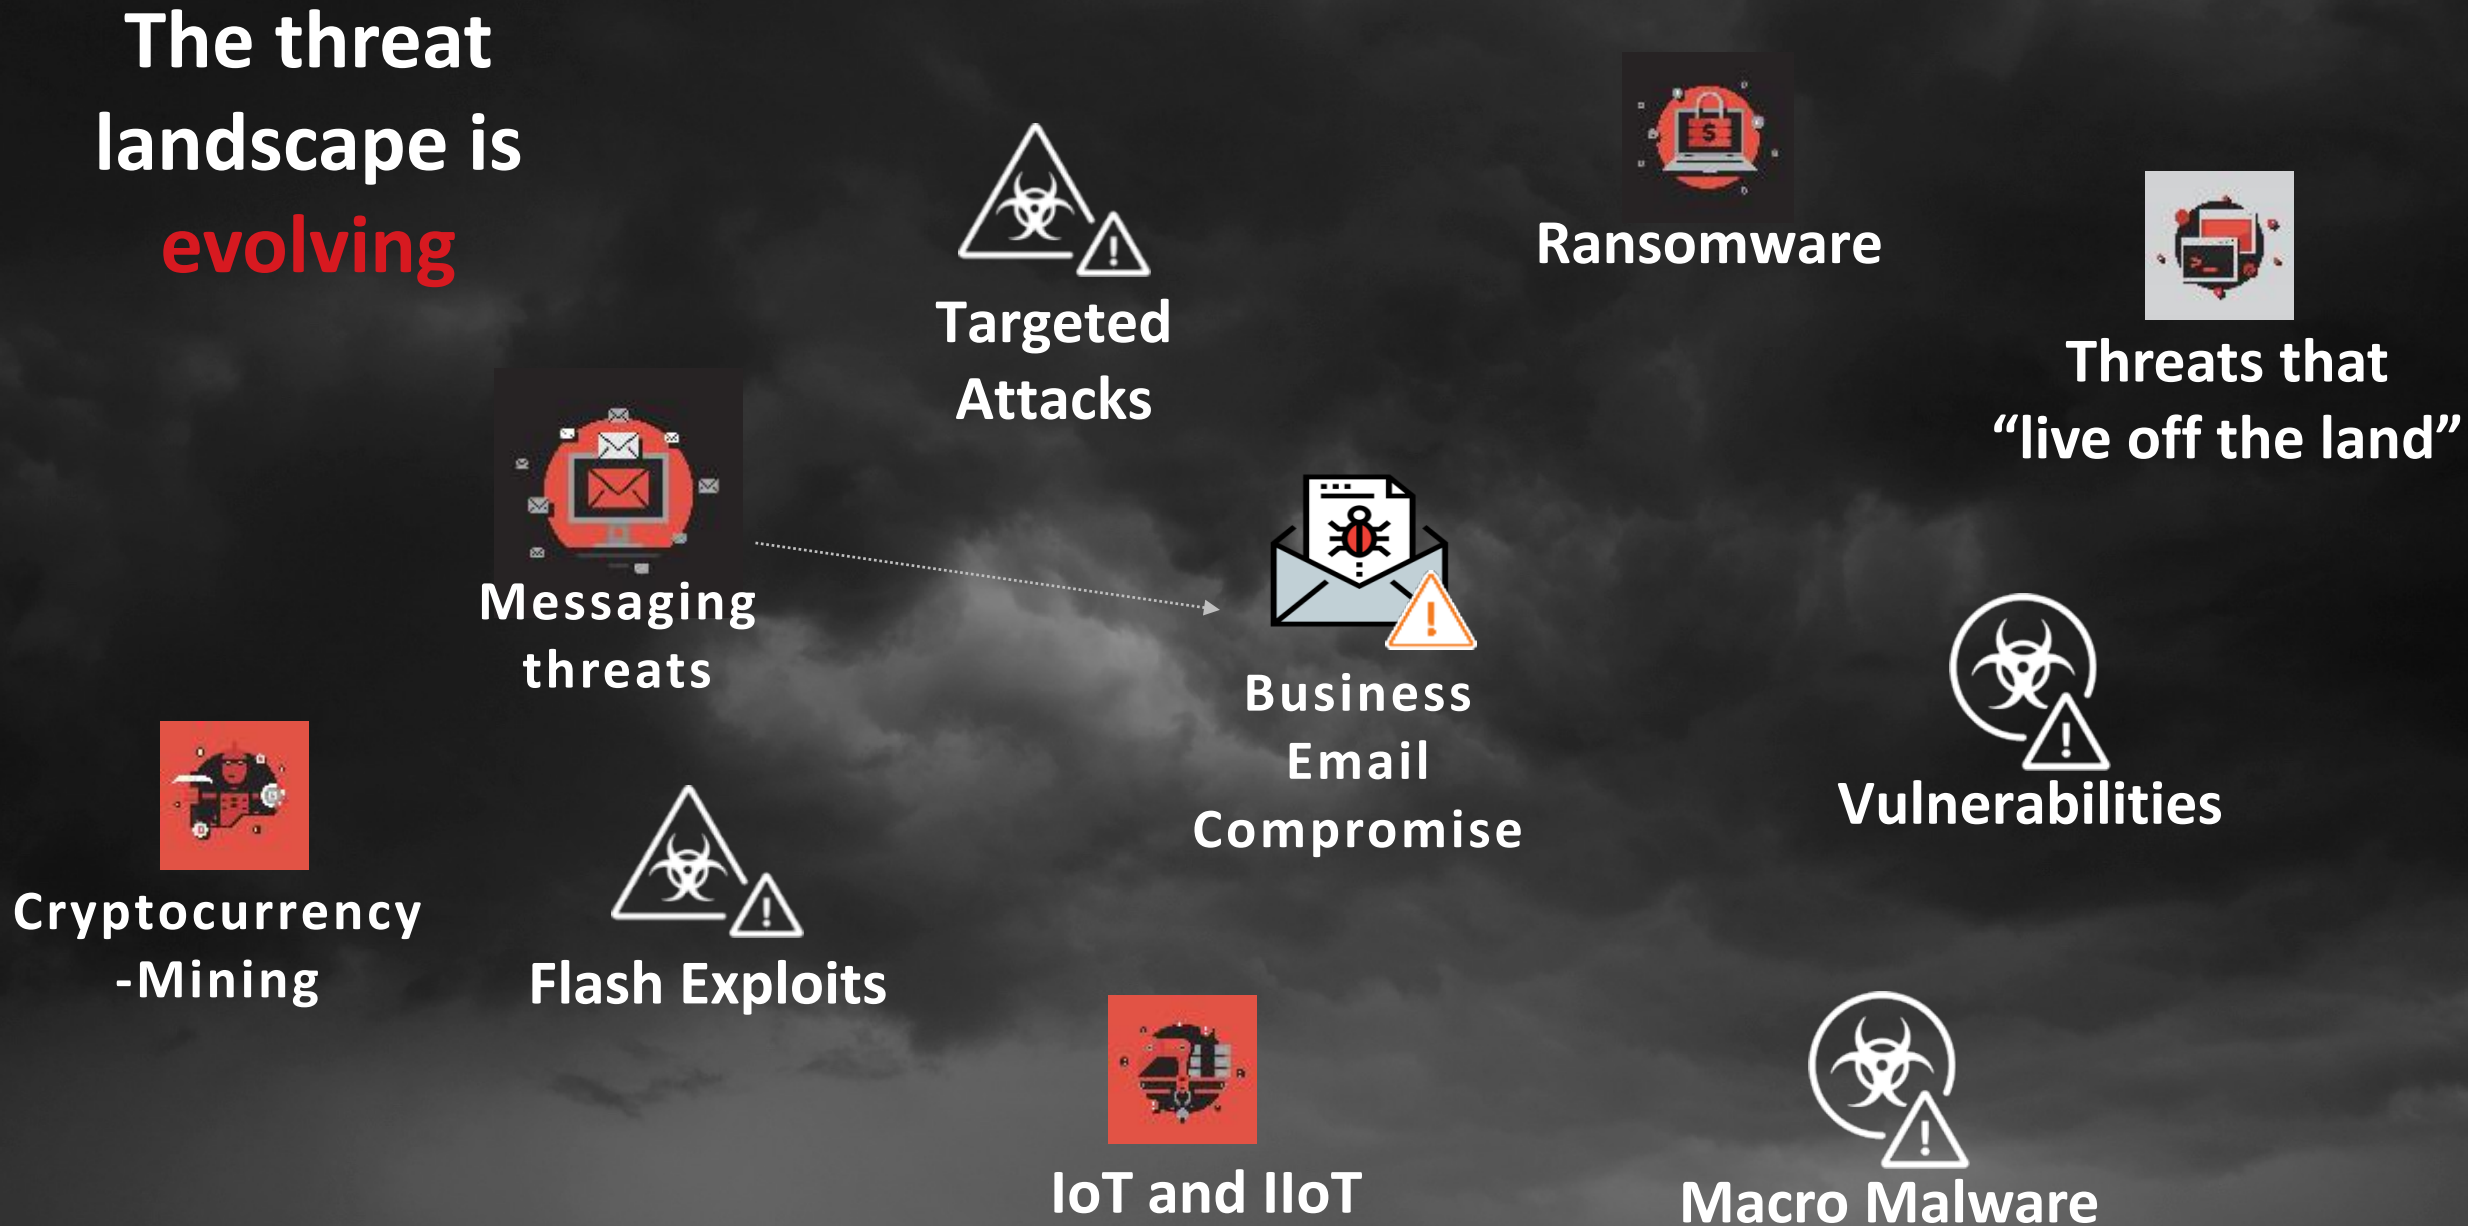 The threat
landscape is
evolving
Targeted
Attacks
Ransomware
Threats that
“live off the land”
Messaging
threats
Business
Email
Compromise
Vulnerabilities
Cryptocurrency
-Mining
Flash Exploits
IoT and IIoT
Macro Malware